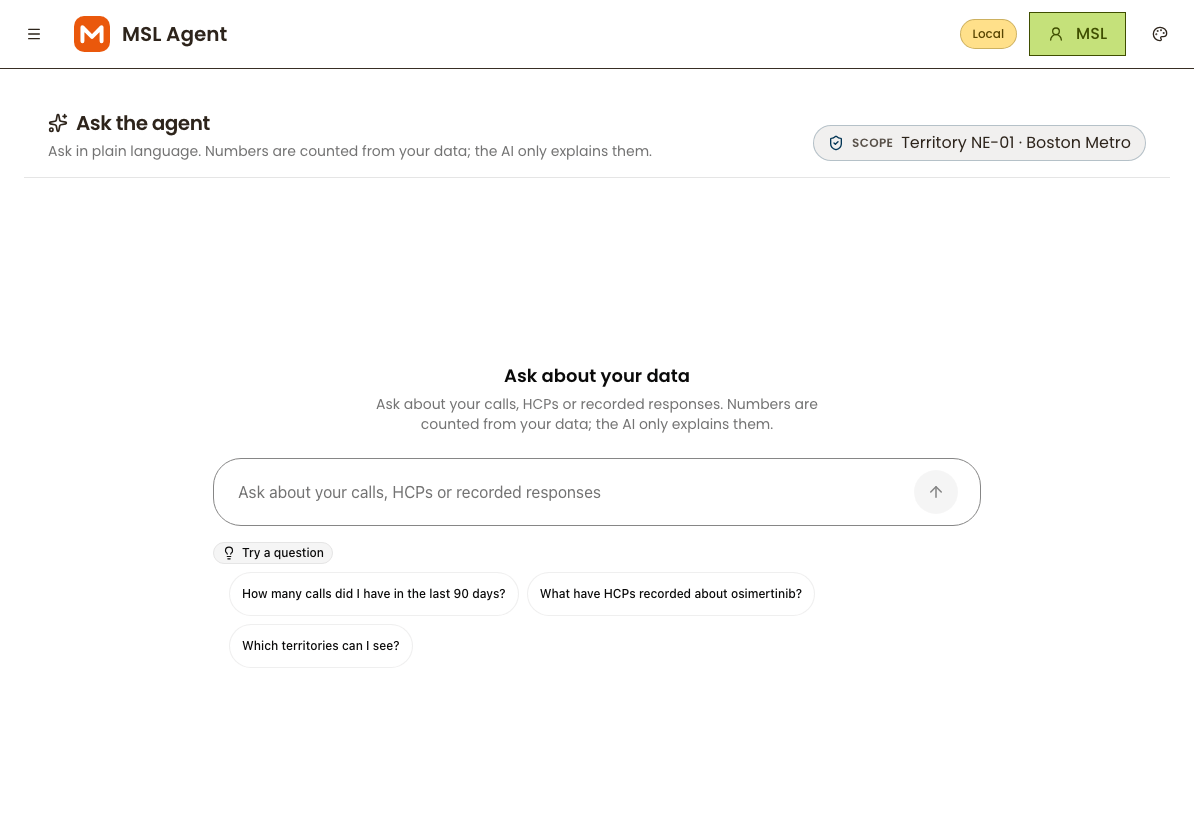 MSL Agent
Local
MSL
Ask the agent
Ask in plain language. Numbers are counted from your data; the AI only explains them.
SCOPE Territory NE-01 · Boston Metro
Ask about your data
Ask about your calls, HCPs or recorded responses. Numbers are
counted from your data; the AI only explains them.
Ask about your calls, HCPs or recorded responses
Try a question
How many calls did I have in the last 90 days?
What have HCPs recorded about osimertinib?
Which territories can I see?